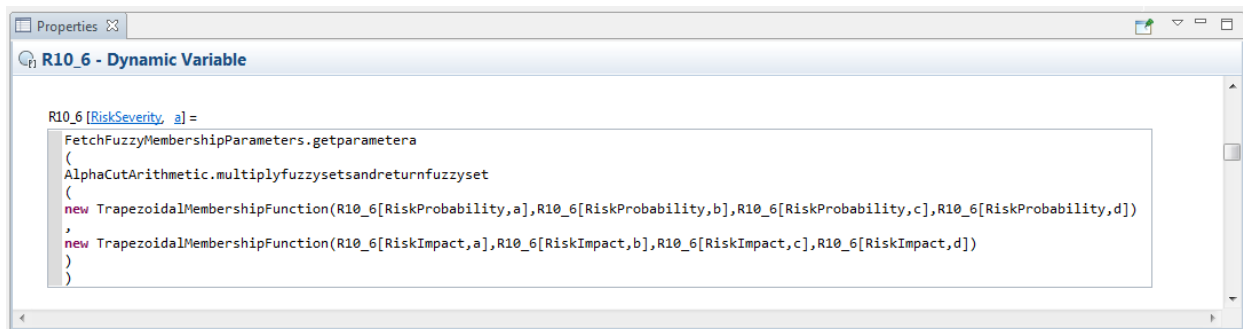 Properties
R10_6 - Dynamic Variable
R10_6 [RiskSeverity, a] =
FetchFuzzyMembershipParameters.getparametera
(
AlphaCutArithmetic.multiplyfuzzysetsandreturnfuzzyset
(
new TrapezoidalMembershipFunction(R10_6[RiskProbability,a],R10_6[RiskProbability,b],R10_6[RiskProbability,c],R10_6[RiskProbability,d])
,
new TrapezoidalMembershipFunction(R10_6[RiskImpact,a],R10_6[RiskImpact,b],R10_6[RiskImpact,c],R10_6[RiskImpact,d])
)
)